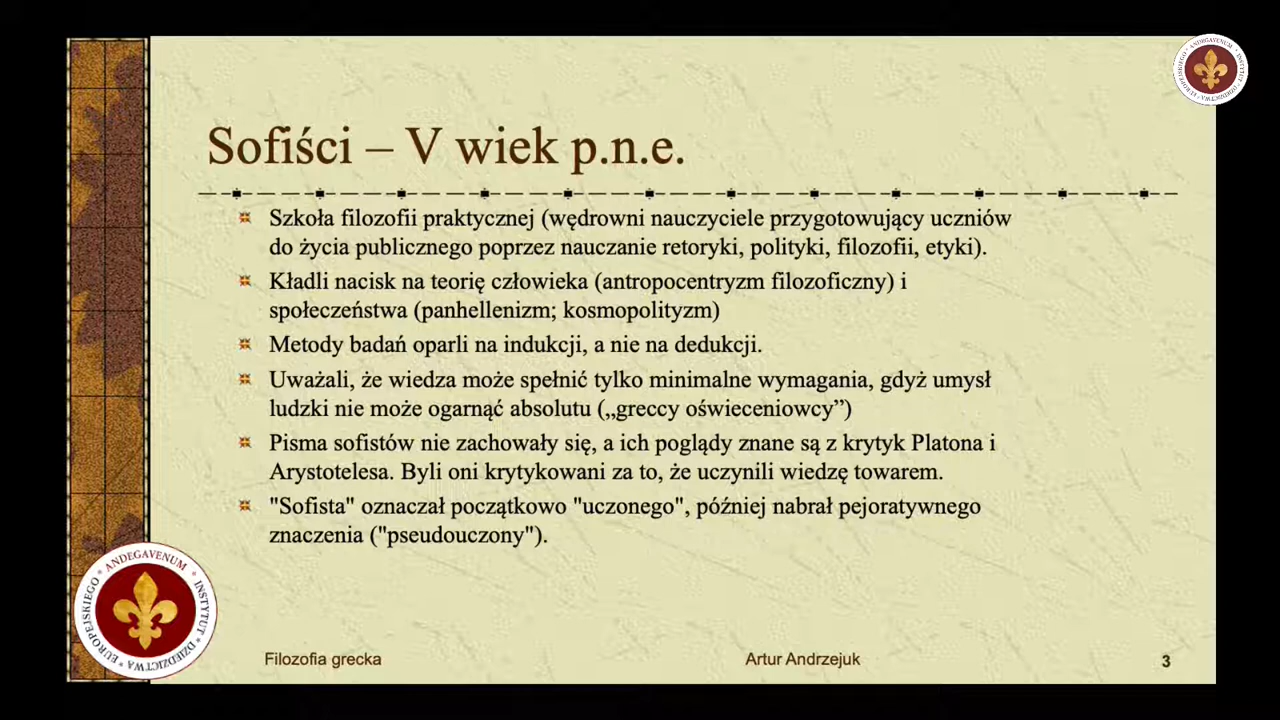 Sofiści – V wiek p.n.e.
Szkoła filozofii praktycznej (wędrowni nauczyciele przygotowujący uczniów
do życia publicznego poprzez nauczanie retoryki, polityki, filozofii, etyki).
Kładli nacisk na teorię człowieka (antropocentryzm filozoficzny) i
społeczeństwa (panhellenizm; kosmopolityzm)
Metody badań oparli na indukcji, a nie na dedukcji.
Uważali, że wiedza może spełnić tylko minimalne wymagania, gdyż umysł
ludzki nie może ogarnąć absolutu („greccy oświeceniowcy”)
Pisma sofistów nie zachowały się, a ich poglądy znane są z krytyk Platona i
Arystotelesa. Byli oni krytykowani za to, że uczynili wiedzę towarem.
"Sofista" oznaczał początkowo "uczonego", później nabrał pejoratywnego
znaczenia ("pseudouczony").
ANDEGAVENUM * INSTYTUT * DZIEDZICTWA * EUROPEJSKIEGO *
ANDEGAVENUM * INSTYTUT * DZIEDZICTWA * EUROPEJSKIEGO *
Filozofia grecka
Artur Andrzejuk
3